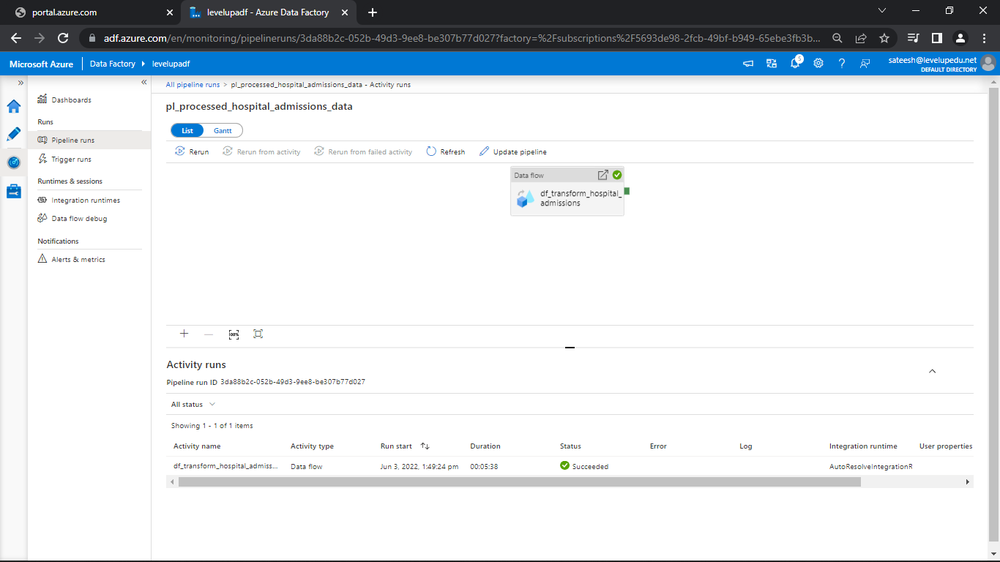 portal.azure.com
levelupadf - Azure Data Factory
adf.azure.com/en/monitoring/pipelineruns/3da88b2c-052b-49d3-9ee8-be307b77d027?factory=%2Fsubscriptions%2F5693de98-2fcb-49bf-b949-65ebe3fb3b...
Microsoft Azure
Data Factory
levelupadf
5
sateesh@levelupedu.net
DEFAULT DIRECTORY
Dashboards
Runs
Pipeline runs
Trigger runs
Runtimes & sessions
Integration runtimes
Data flow debug
Notifications
Alerts & metrics
All pipeline runs > pl_processed_hospital_admissions_data - Activity runs
pl_processed_hospital_admissions_data
List Gantt
Rerun Rerun from activity Rerun from failed activity Refresh Update pipeline
Data flow
df_transform_hospital_
admissions
100%
Activity runs
Pipeline run ID 3da88b2c-052b-49d3-9ee8-be307b77d027
All status
Showing 1 - 1 of 1 items
Activity name Activity type Run start Duration Status Error Log Integration runtime User properties
df_transform_hospital_admiss... Data flow Jun 3, 2022, 1:49:24 pm 00:05:38 Succeeded AutoResolveIntegrationR